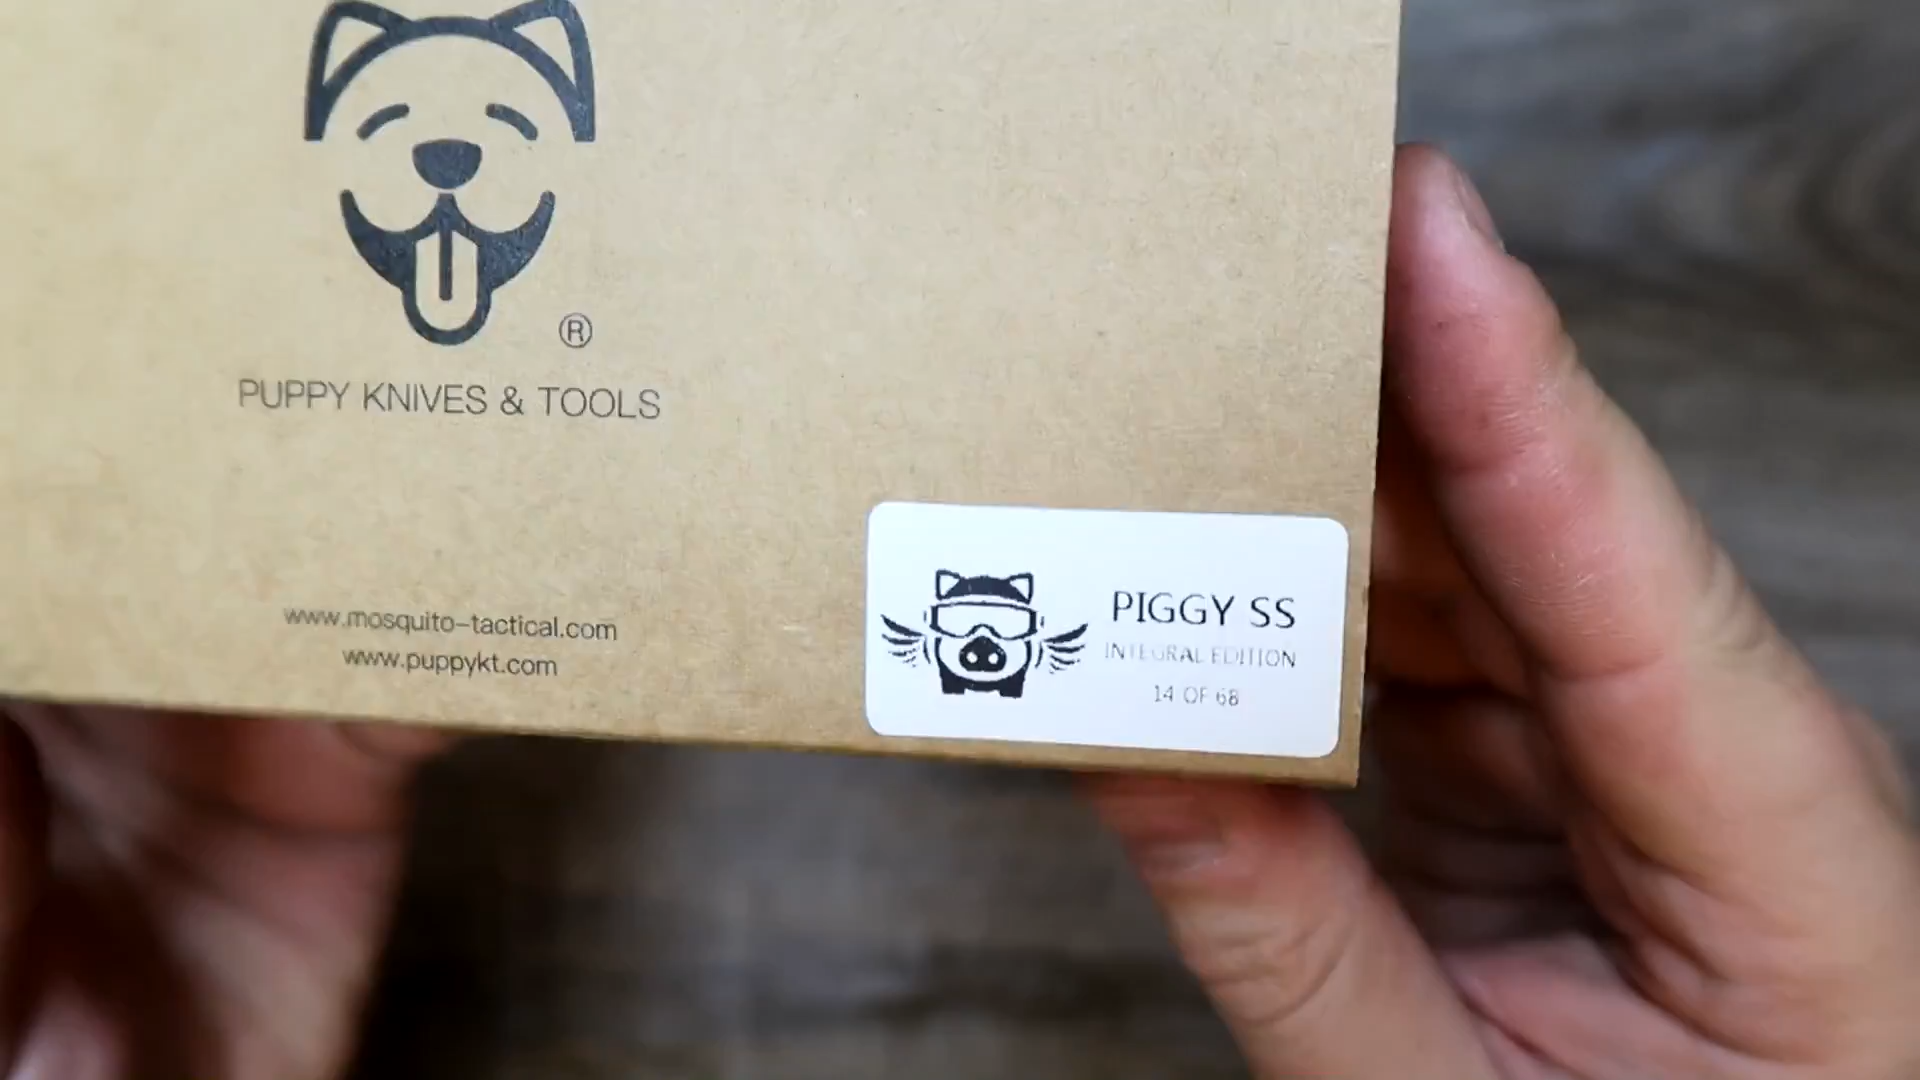 ®
PUPPY KNIVES & TOOLS
www.mosquito-tactical.com
www.puppykt.com
PIGGY SS
INTEGRAL EDITION
14 OF 68